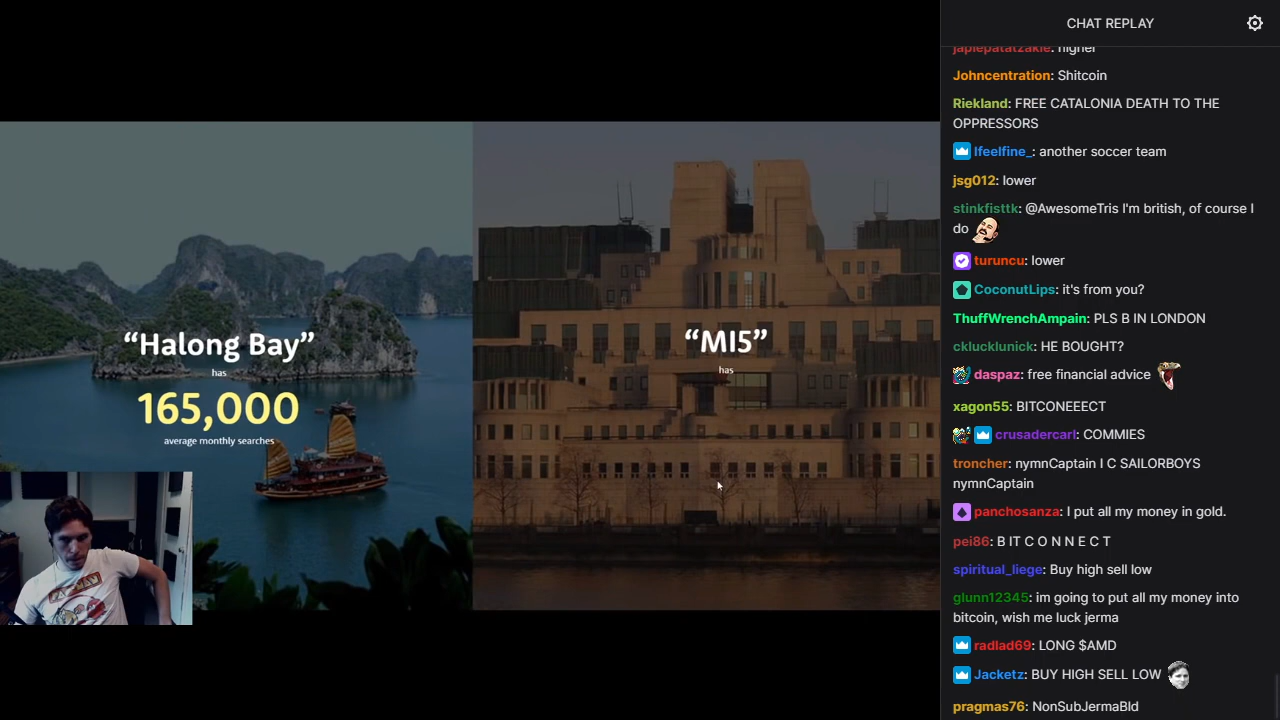 “Halong Bay”
has
165,000
average monthly searches
“MI5”
has
CHAT REPLAY
japiepatatzakie: higher
Johncentration: Shitcoin
Riekland: FREE CATALONIA DEATH TO THE
OPPRESSORS
Ifeelfine_: another soccer team
jsg012: lower
stinkfisttk: @AwesomeTris I'm british, of course I
do
turuncu: lower
CoconutLips: it's from you?
ThuffWrenchAmpain: PLS B IN LONDON
cklucklunick: HE BOUGHT?
daspaz: free financial advice
xagon55: BITCONEEECT
crusadercarl: COMMIES
troncher: nymnCaptain I C SAILORBOYS
nymnCaptain
panchosanza: I put all my money in gold.
pei86: B IT C O N N E C T
spiritual_liege: Buy high sell low
glunn12345: im going to put all my money into
bitcoin, wish me luck jerma
radlad69: LONG $AMD
Jacketz: BUY HIGH SELL LOW
pragmas76: NonSubJermaBld